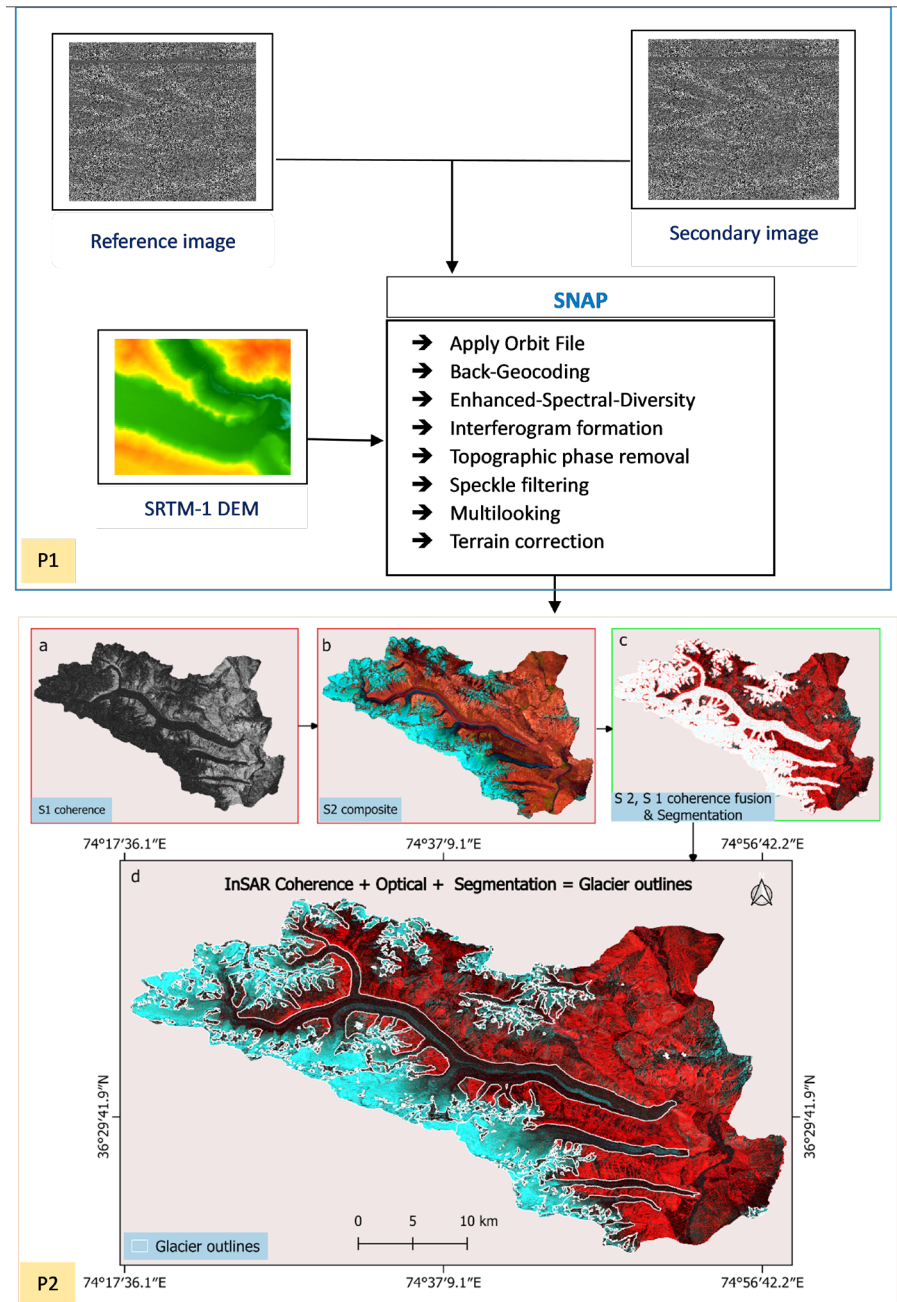 Reference image
Secondary image
SNAP
➔ Apply Orbit File
➔ Back-Geocoding
➔ Enhanced-Spectral-Diversity
➔ Interferogram formation
➔ Topographic phase removal
➔ Speckle filtering
➔ Multilooking
➔ Terrain correction
SRTM-1 DEM
P1
a
S1 coherence
b
S2 composite
c
S 2, S 1 coherence fusion
& Segmentation
74°17'36.1"E
74°37'9.1"E
74°56'42.2"E
d
InSAR Coherence + Optical + Segmentation = Glacier outlines
36°29'41.9"N
36°29'41.9"N
0 5 10 km
Glacier outlines
74°17'36.1"E
74°37'9.1"E
74°56'42.2"E
P2